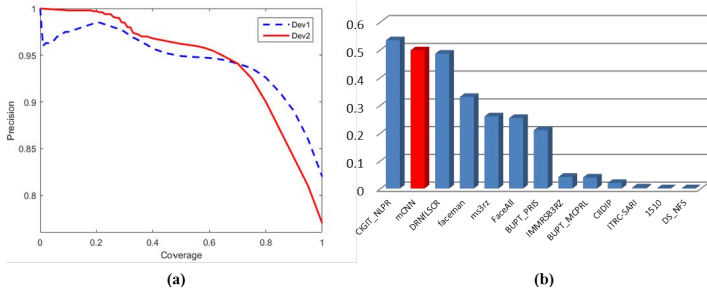 1
0.95
0.9
0.85
0.8
Precision
0 0.2 0.4 0.6 0.8 1
Coverage
Dev1
Dev2
(a)
0.6
0.5
0.4
0.3
0.2
0.1
0
CIGIT_NLPR
mCNN
DRNfLSCR
faceman
ms3rz
FaceAll
BUPT_PRIS
IMMRSB3RZ
BUPT_MCPRL
CIIDIP
ITRC-SARI
1510
DS_NFS
(b)